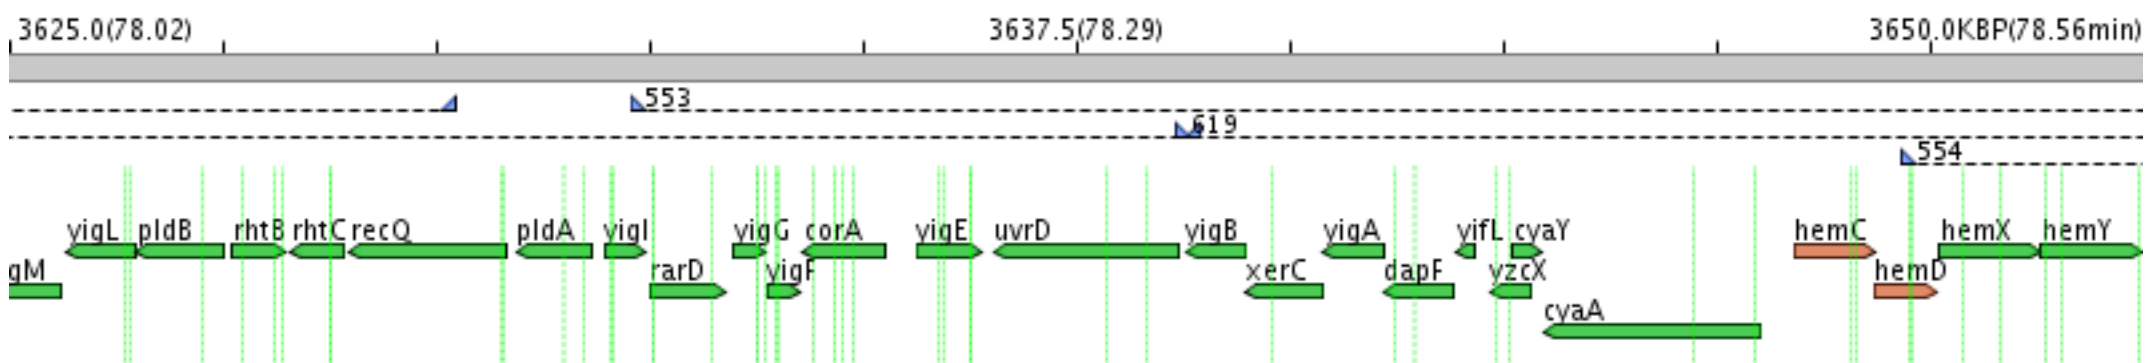 3625.0(78.02) 3637.5(78.29) 3650.0KBP(78.56min)
553
619
554
yigL pldB rhtB rhtC recQ pldA yigI yigG corA yigE uvrD yigB yigA yifL cyaY hemC hemX hemY
gM rarD yigF xerC dapF yzcX hemD
cyaA